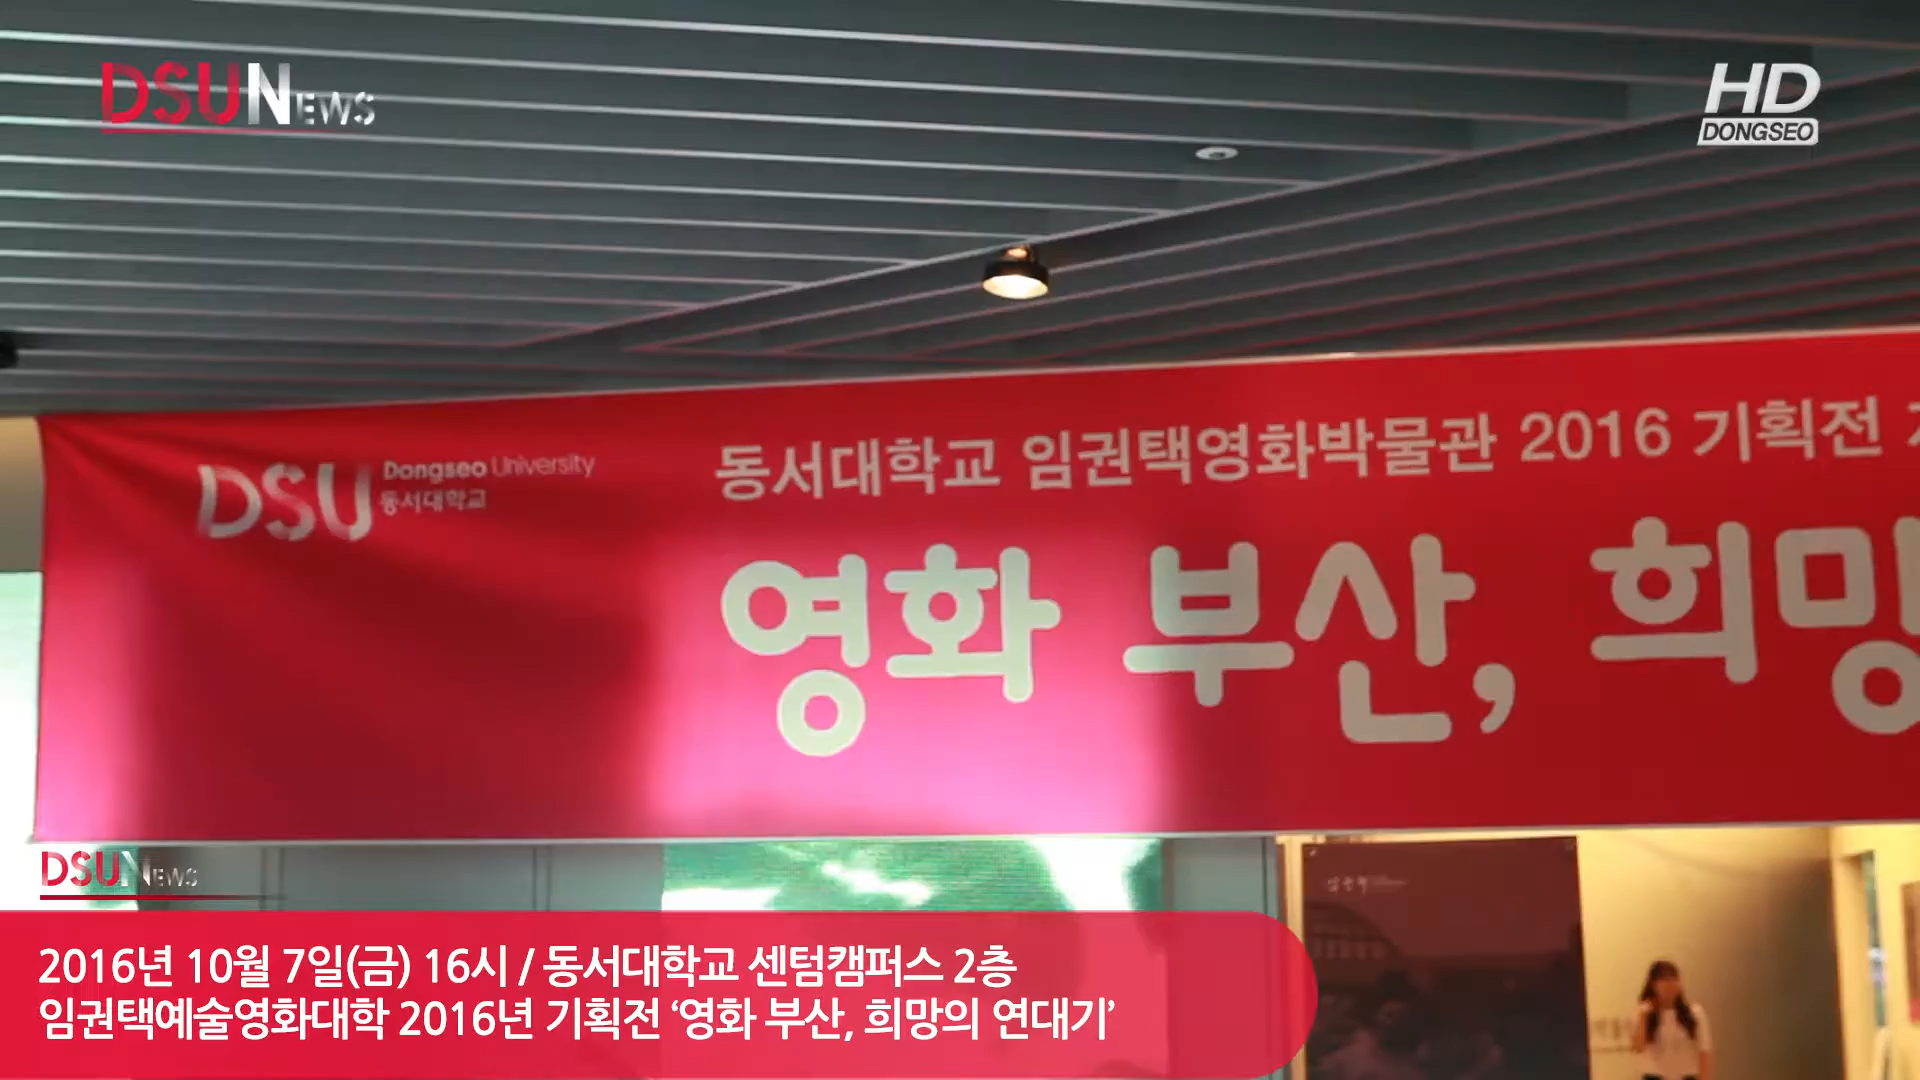 DSUNEWS
HD
DONGSEO
DSU Dongseo University
동서대학교
동서대학교 임권택영화박물관 2016 기획전
영화 부산, 희망
DSUNEWS
2016년 10월 7일(금) 16시 / 동서대학교 센텀캠퍼스 2층
임권택예술영화대학 2016년 기획전 ‘영화 부산, 희망의 연대기’